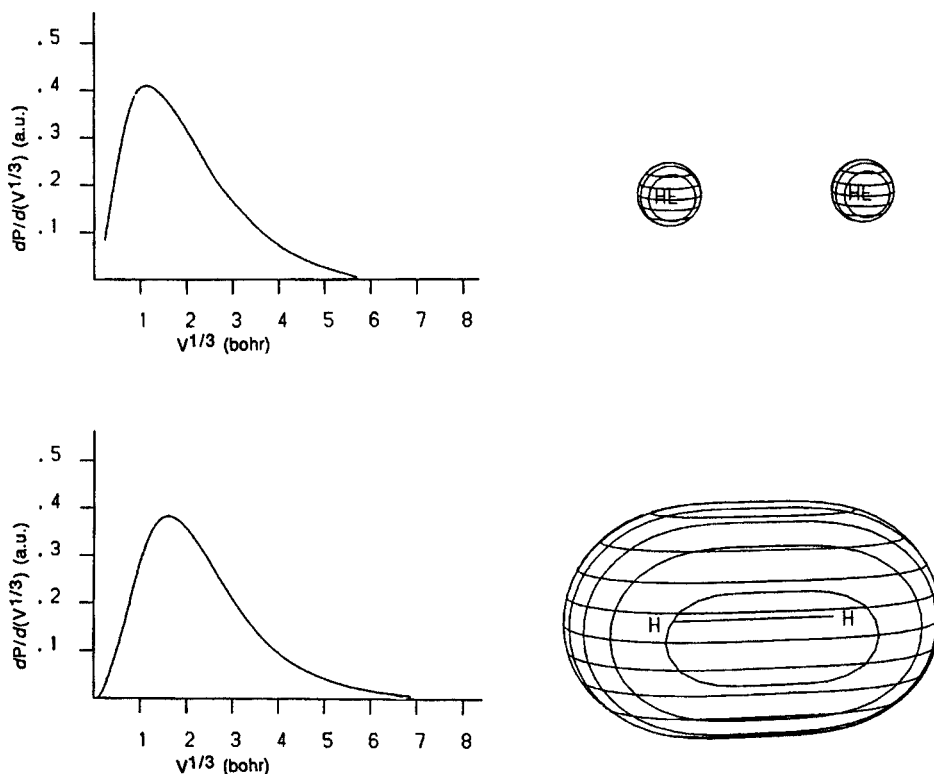 .5
.4
.3
.2
.1
dP/d(V1/3) (a.u.)
1 2 3 4 5 6 7 8
V1/3 (bohr)
HE HE
.5
.4
.3
.2
.1
dP/d(V1/3) (a.u.)
1 2 3 4 5 6 7 8
V1/3 (bohr)
H H